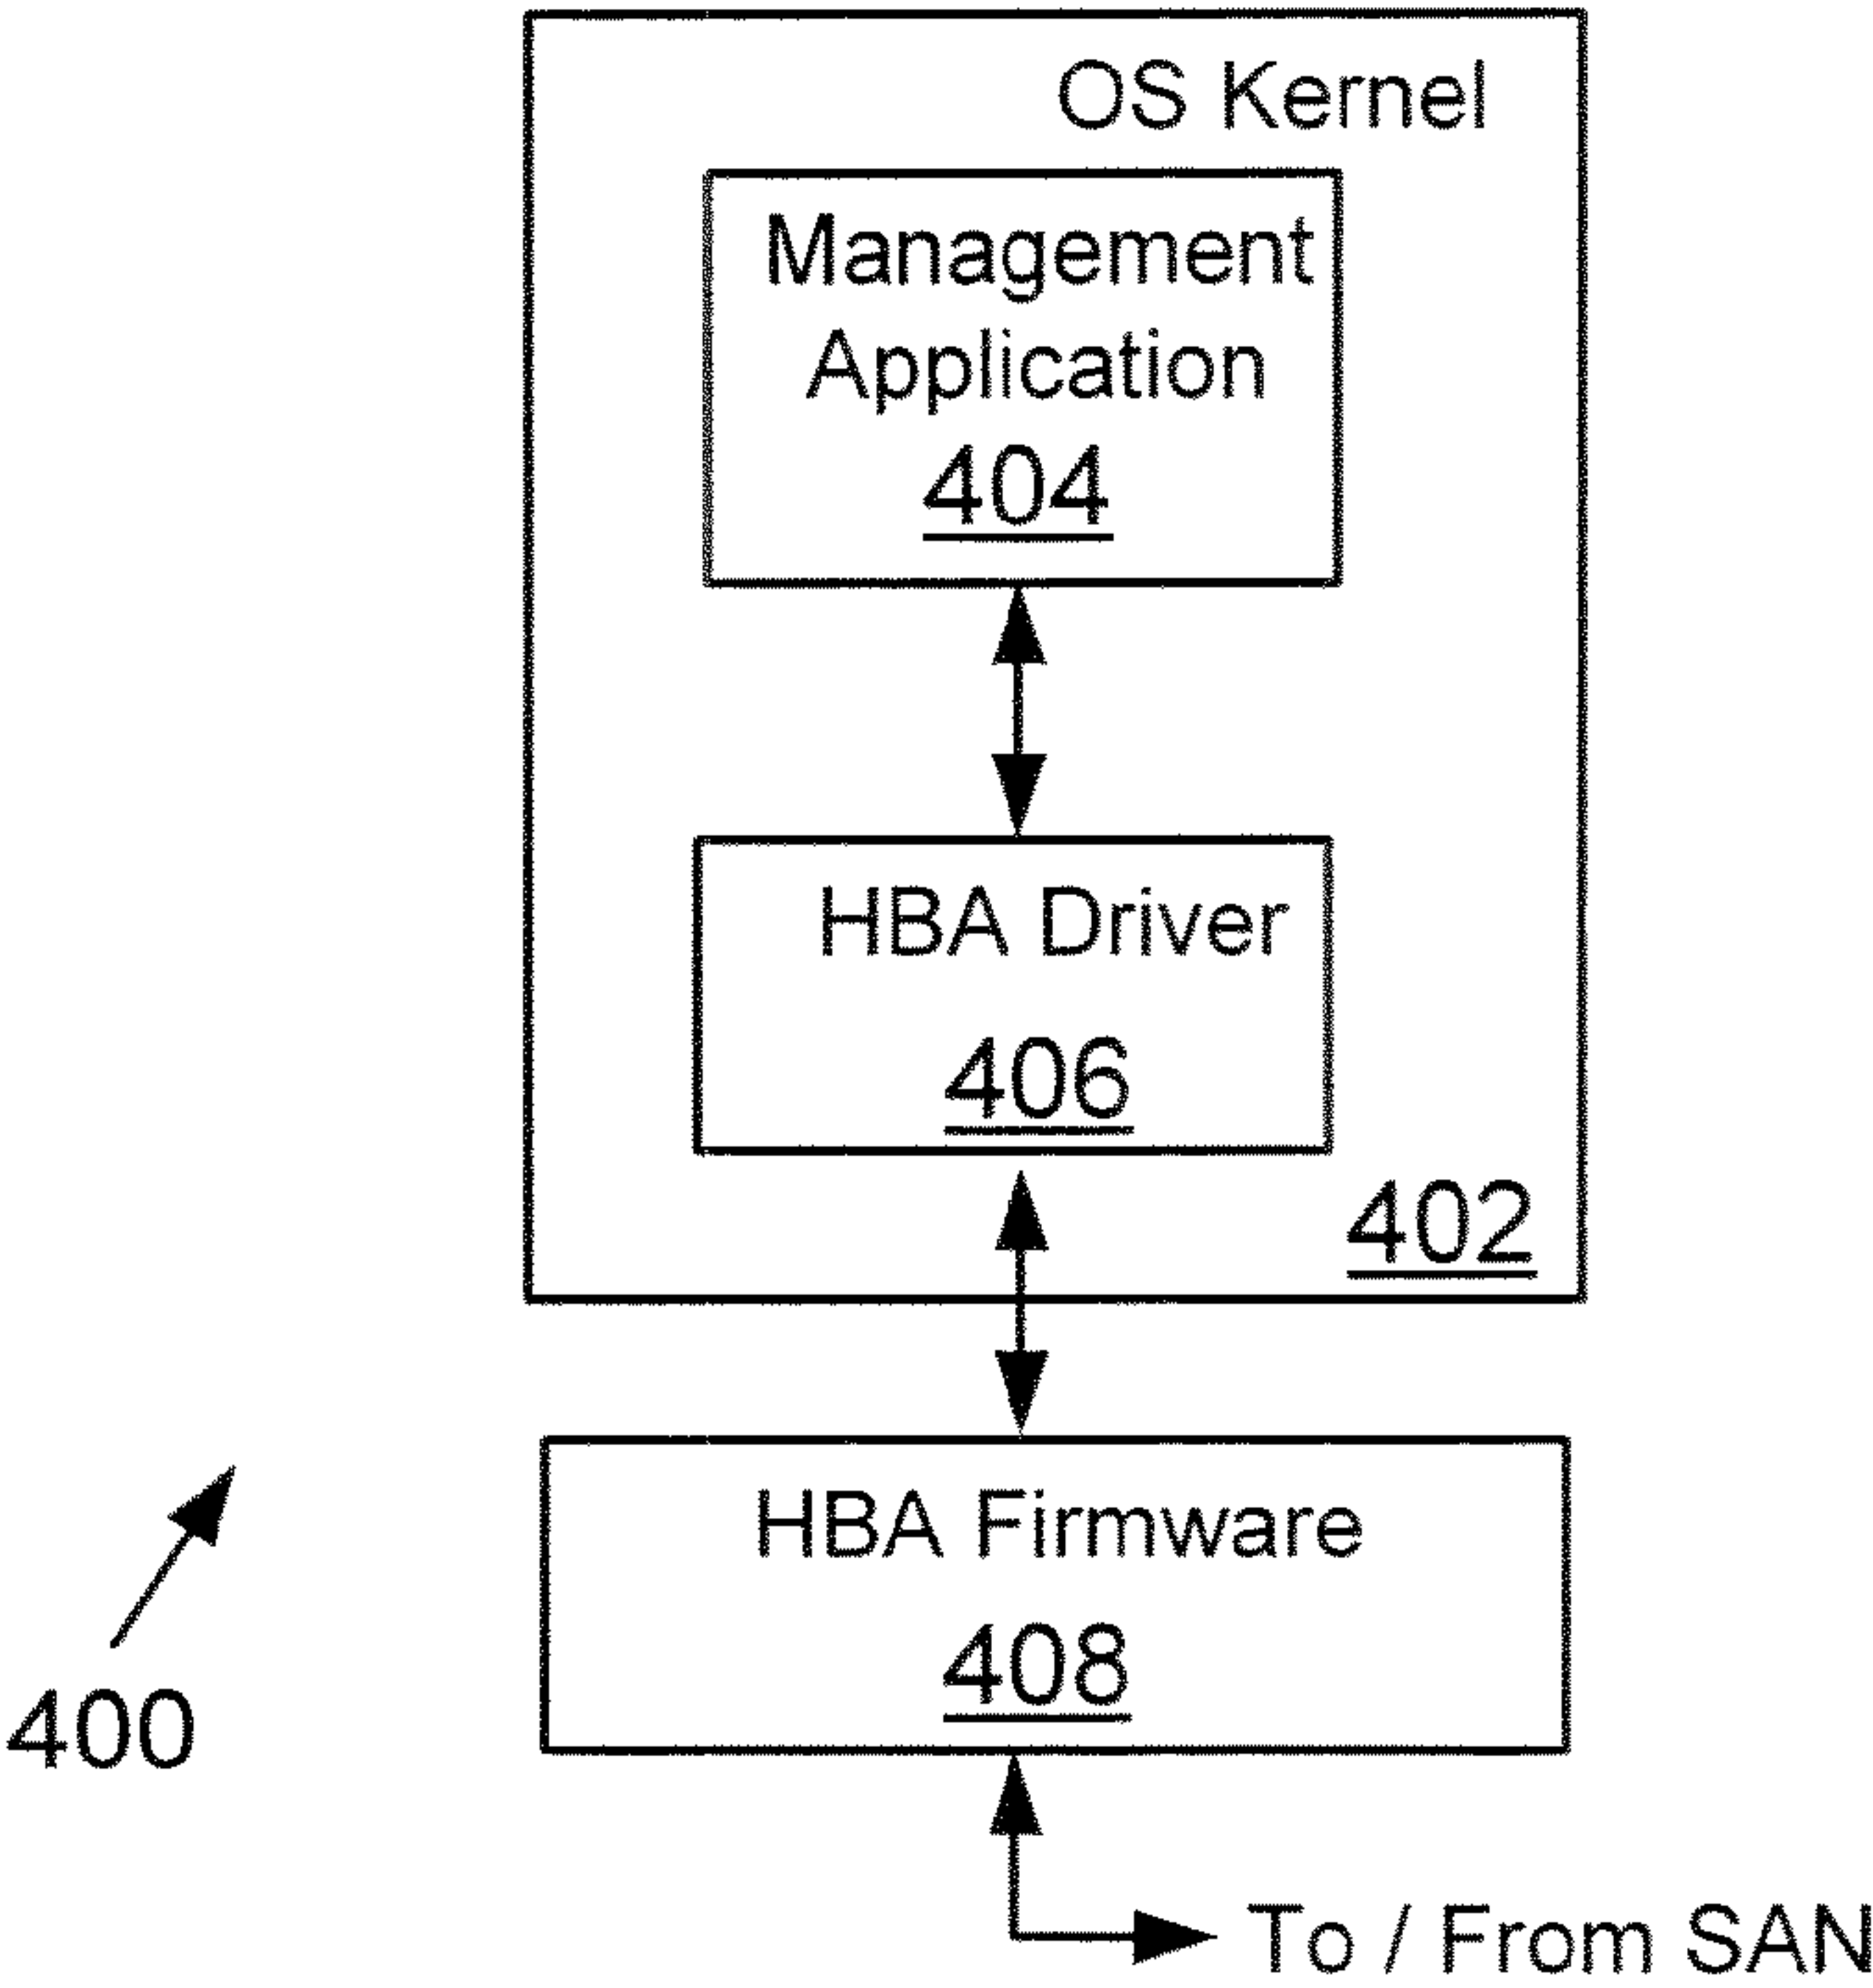 OS Kernel
Management
Application
404
HBA Driver
406
402
HBA Firmware
408
400
To / From SAN